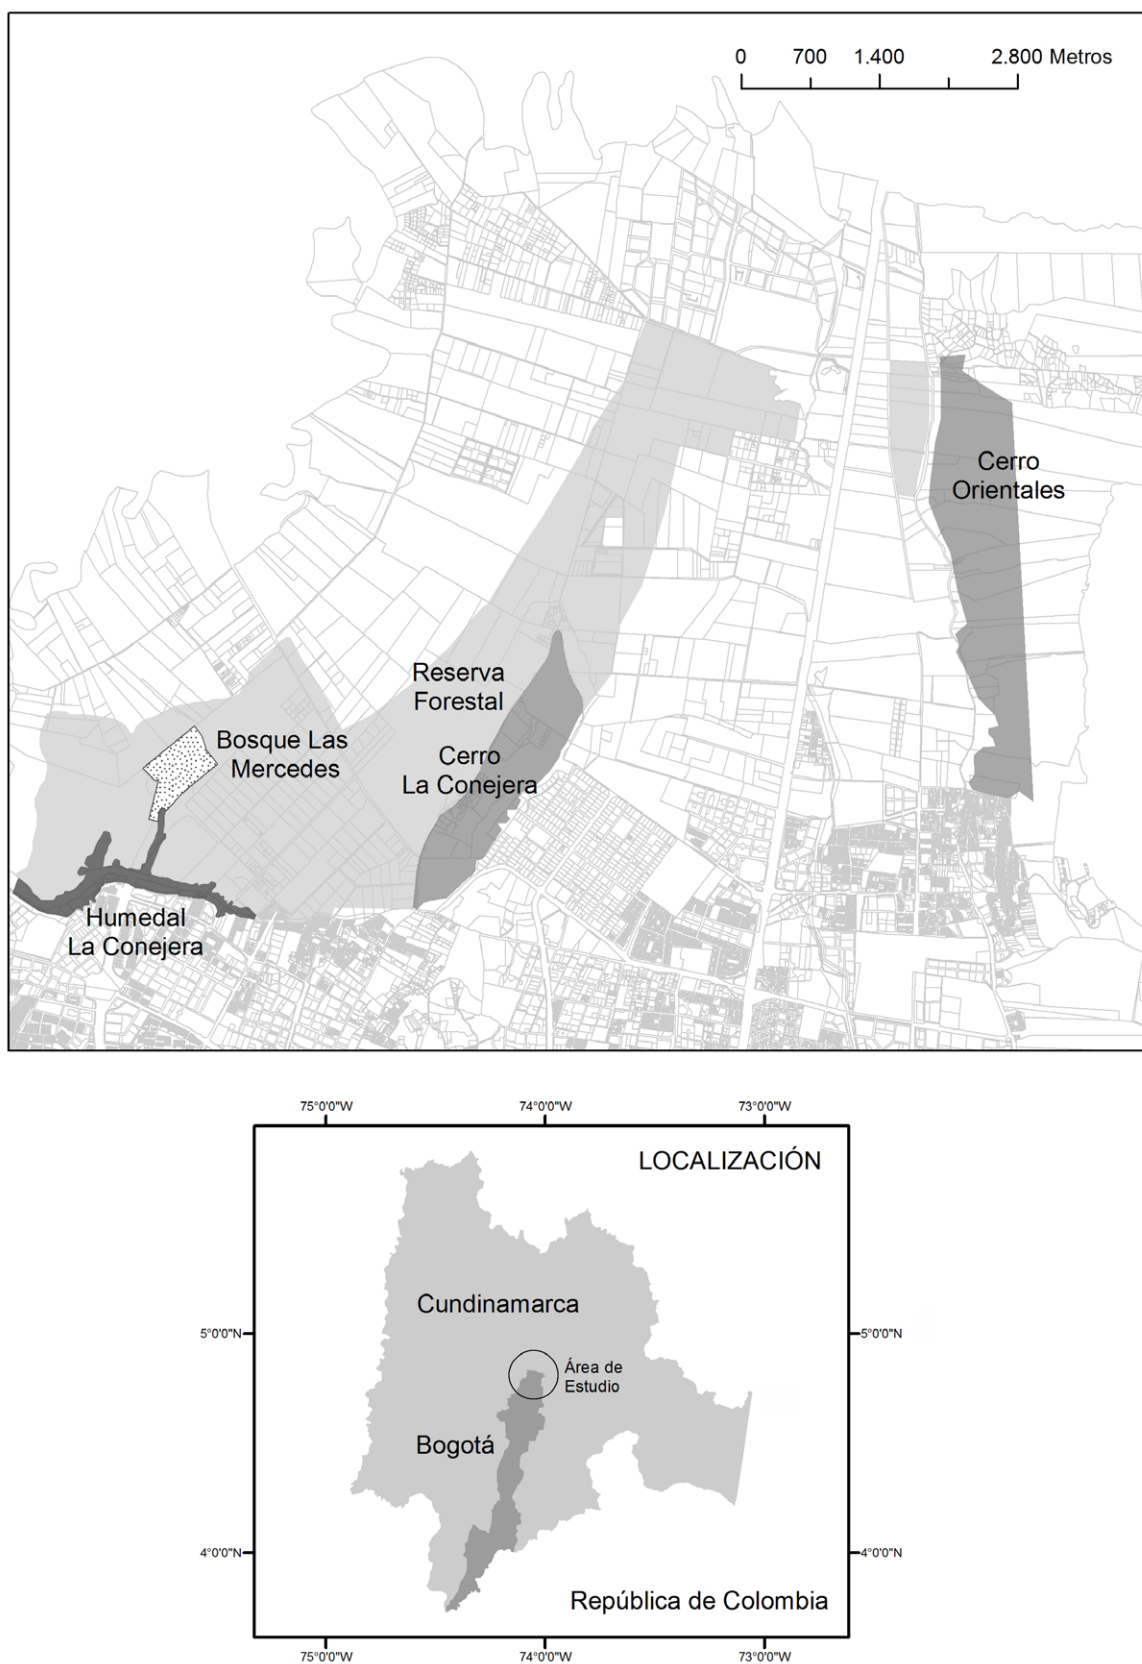 0 700 1.400 2.800 Metros
Cerro
Orientales
Reserva
Forestal
Bosque Las
Mercedes
Cerro
La Conejera
Humedal
La Conejera
75°0'0"W 74°0'0"W 73°0'0"W
LOCALIZACIÓN
Cundinamarca
5°0'0"N 5°0'0"N
Área de
Estudio
Bogotá
4°0'0"N 4°0'0"N
República de Colombia
75°0'0"W 74°0'0"W 73°0'0"W